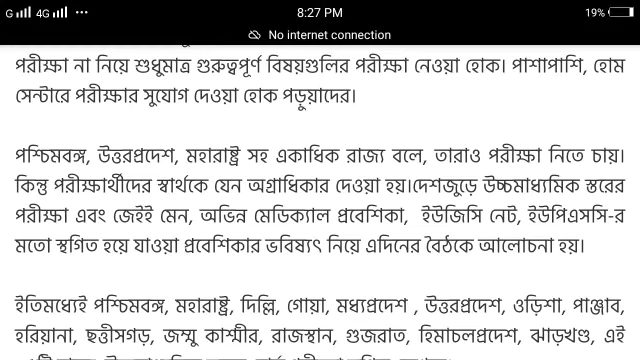 G 4G ••• 8:27 PM 19%
No internet connection
পরীক্ষা না নিয়ে শুধুমাত্র গুরুত্বপূর্ণ বিষয়গুলির পরীক্ষা নেওয়া হোক। পাশাপাশি, হোম
সেন্টারে পরীক্ষার সুযোগ দেওয়া হোক পড়ুয়াদের।
পশ্চিমবঙ্গ, উত্তরপ্রদেশ, মহারাষ্ট্র সহ একাধিক রাজ্য বলে, তারাও পরীক্ষা নিতে চায়।
কিন্তু পরীক্ষার্থীদের স্বার্থকে যেন অগ্রাধিকার দেওয়া হয়।দেশজুড়ে উচ্চমাধ্যমিক স্তরের
পরীক্ষা এবং জেইই মেন, অভিন্ন মেডিক্যাল প্রবেশিকা, ইউজিসি নেট, ইউপিএসসি-র
মতো স্থগিত হয়ে যাওয়া প্রবেশিকার ভবিষ্যৎ নিয়ে এদিনের বৈঠকে আলোচনা হয়।
ইতিমধ্যেই পশ্চিমবঙ্গ, মহারাষ্ট্র, দিল্লি, গোয়া, মধ্যপ্রদেশ , উত্তরপ্রদেশ, ওড়িশা, পাঞ্জাব,
হরিয়ানা, ছত্তীসগড়, জম্মু কাশ্মীর, রাজস্থান, গুজরাত, হিমাচলপ্রদেশ, ঝাড়খণ্ড, এই